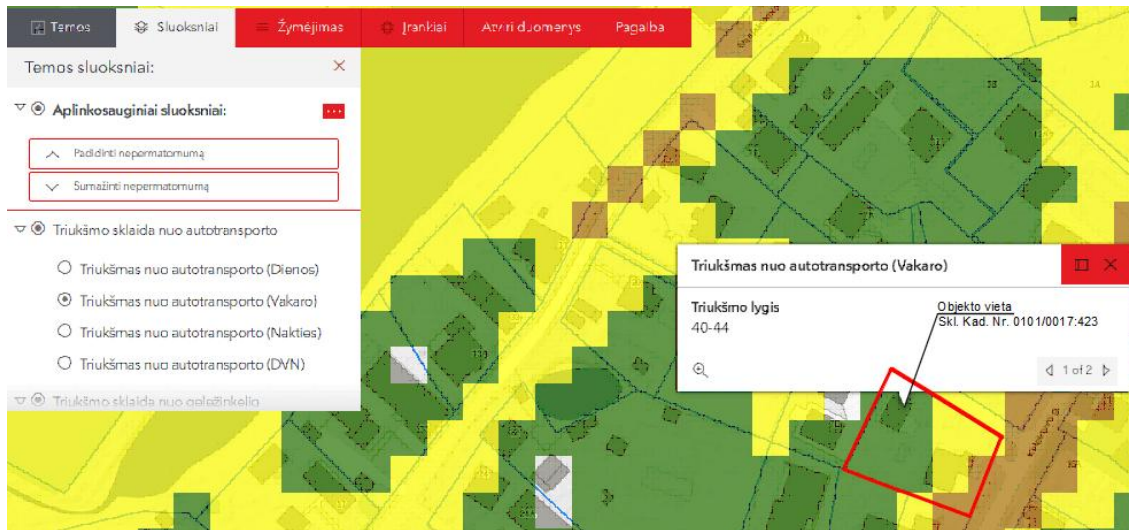 Temos
Sluoksniai
Žymėjimas
Įrankiai
Atviri duomenys
Pagalba
Temos sluoksniai:
Aplinkosauginiai sluoksniai:
Padidinti nepermatomumą
Sumažinti nepermatomumą
Triukšmo sklaida nuo autotransporto
Triukšmas nuo autotransporto (Dienos)
Triukšmas nuo autotransporto (Vakaro)
Triukšmas nuo autotransporto (Nakties)
Triukšmas nuo autotransporto (DVN)
Triukšmo sklaida nuo geležinkelio
Triukšmas nuo autotransporto (Vakaro)
Triukšmo lygis
40-44
Objekto vieta
Skl. Kad. Nr. 0101/0017:423
1 of 2